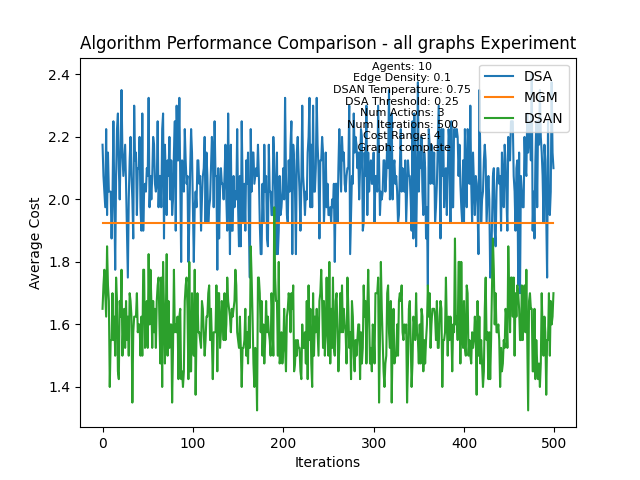 Algorithm Performance Comparison - all graphs Experiment
Agents: 10
Edge Density: 0.1
DSAN Temperature: 0.75
DSA Threshold: 0.25
Num Actions: 3
Num Iterations: 500
Cost Range: 4
Graph: complete
DSA
MGM
DSAN
Average Cost
2.4
2.2
2.0
1.8
1.6
1.4
0
100
200
300
400
500
Iterations